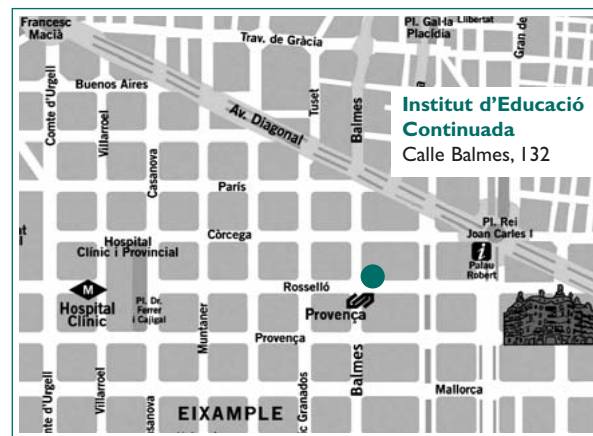 Francesc
Macià
Trav. de Gràcia
Pl. Gal·la
Placídia
Llibertat
Gran de
Comte d'Urgell
Buenos Aires
Villarroel
Casanova
Tuset
Balmes
Av. Diagonal
Institut d'Educació
Continuada
Calle Balmes, 132
París
Còrcega
Hospital
Clínic i Provincial
Pl. Rei
Joan Carles I
i
Palau
Robert
M
Hospital
Clínic
Pl. Dr.
Ferrer
i Cajigal
Rosselló
Provença
Muntaner
Provença
Balmes
Mallorca
c Granados
Villarroel
Casanova
d'Urgell
EIXAMPLE